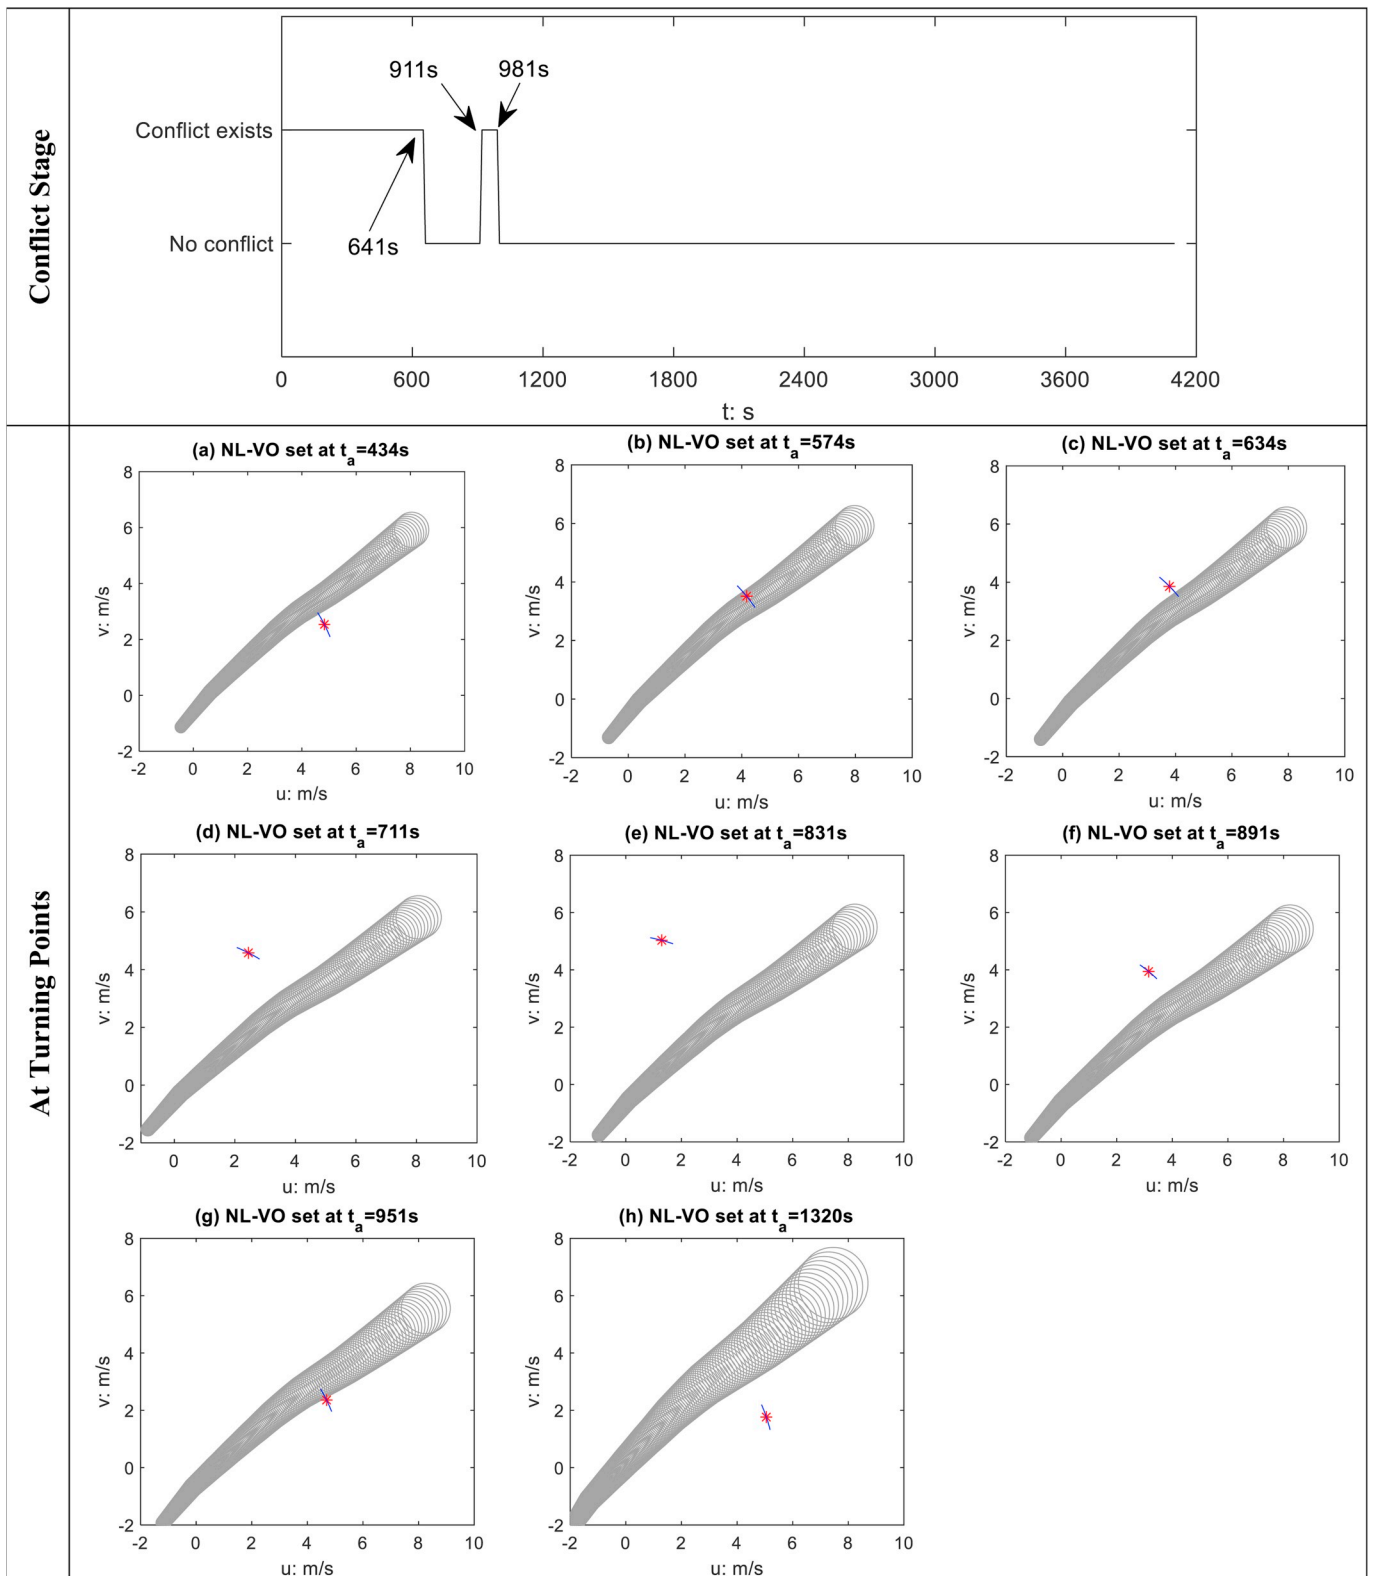 Conflict Stage
911s
981s
Conflict exists
641s
No conflict
0 600 1200 1800 2400 3000 3600 4200
t: s
At Turning Points
(a) NL-VO set at t_a=434s
8
6
4
2
0
-2
v: m/s
-2 0 2 4 6 8 10
u: m/s
(b) NL-VO set at t_a=574s
8
6
4
2
0
-2
v: m/s
-2 0 2 4 6 8 10
u: m/s
(c) NL-VO set at t_a=634s
8
6
4
2
0
-2
v: m/s
-2 0 2 4 6 8 10
u: m/s
(d) NL-VO set at t_a=711s
8
6
4
2
0
-2
v: m/s
0 2 4 6 8 10
u: m/s
(e) NL-VO set at t_a=831s
8
6
4
2
0
-2
v: m/s
-2 0 2 4 6 8 10
u: m/s
(f) NL-VO set at t_a=891s
8
6
4
2
0
-2
v: m/s
-2 0 2 4 6 8 10
u: m/s
(g) NL-VO set at t_a=951s
8
6
4
2
0
-2
v: m/s
-2 0 2 4 6 8 10
u: m/s
(h) NL-VO set at t_a=1320s
8
6
4
2
0
-2
v: m/s
-2 0 2 4 6 8 10
u: m/s